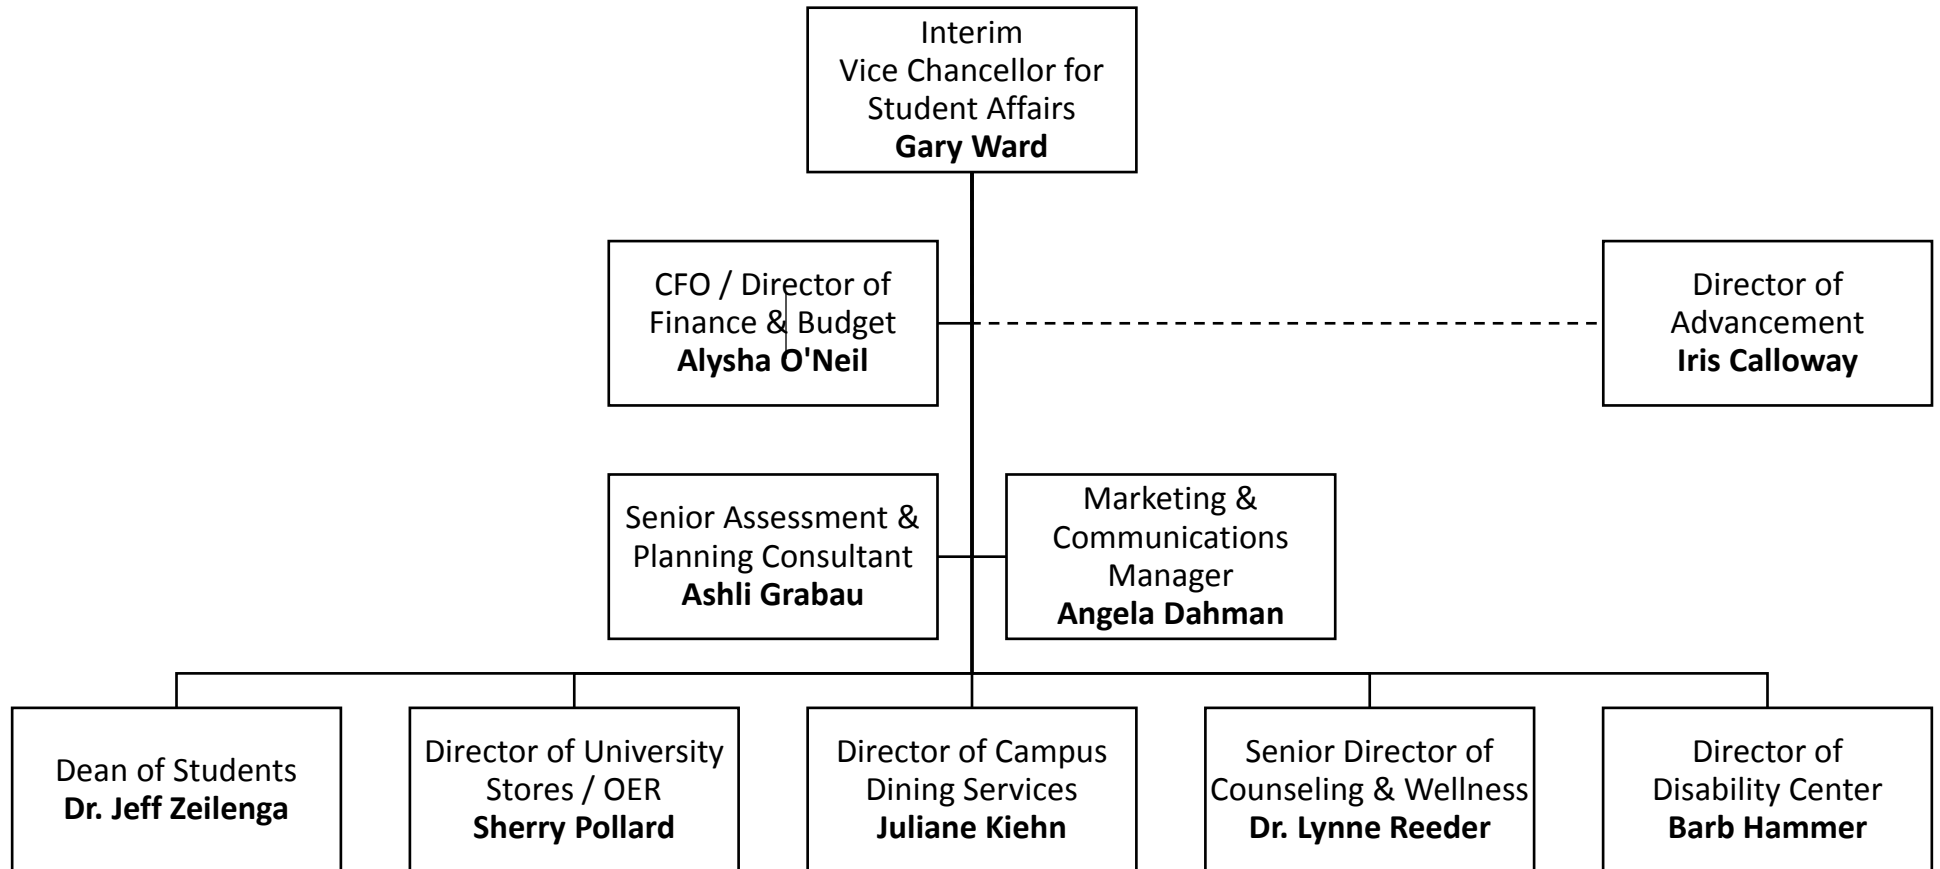 Interim
Vice Chancellor for
Student Affairs
Gary Ward
CFO / Director of
Finance & Budget
Alysha O'Neil
Director of
Advancement
Iris Calloway
Senior Assessment &
Planning Consultant
Ashli Grabau
Marketing &
Communications
Manager
Angela Dahman
Dean of Students
Dr. Jeff Zeilenga
Director of University
Stores / OER
Sherry Pollard
Director of Campus
Dining Services
Juliane Kiehn
Senior Director of
Counseling & Wellness
Dr. Lynne Reeder
Director of
Disability Center
Barb Hammer